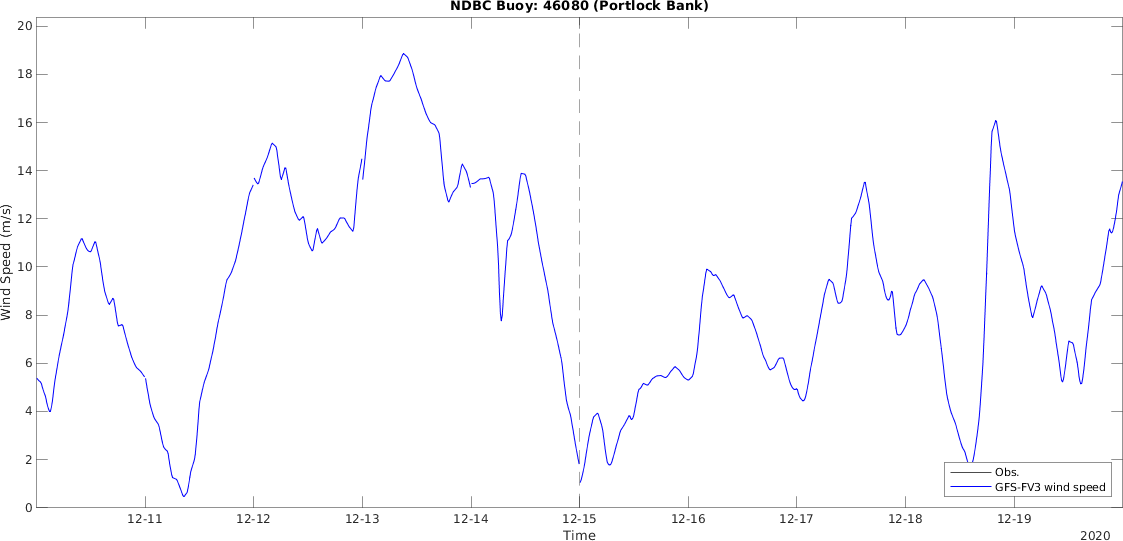 NDBC Buoy: 46080 (Portlock Bank)
20
18
16
14
12
10
8
6
4
2
0
Wind Speed (m/s)
12-11 12-12 12-13 12-14 12-15 12-16 12-17 12-18 12-19
Time
2020
Obs.
GFS-FV3 wind speed